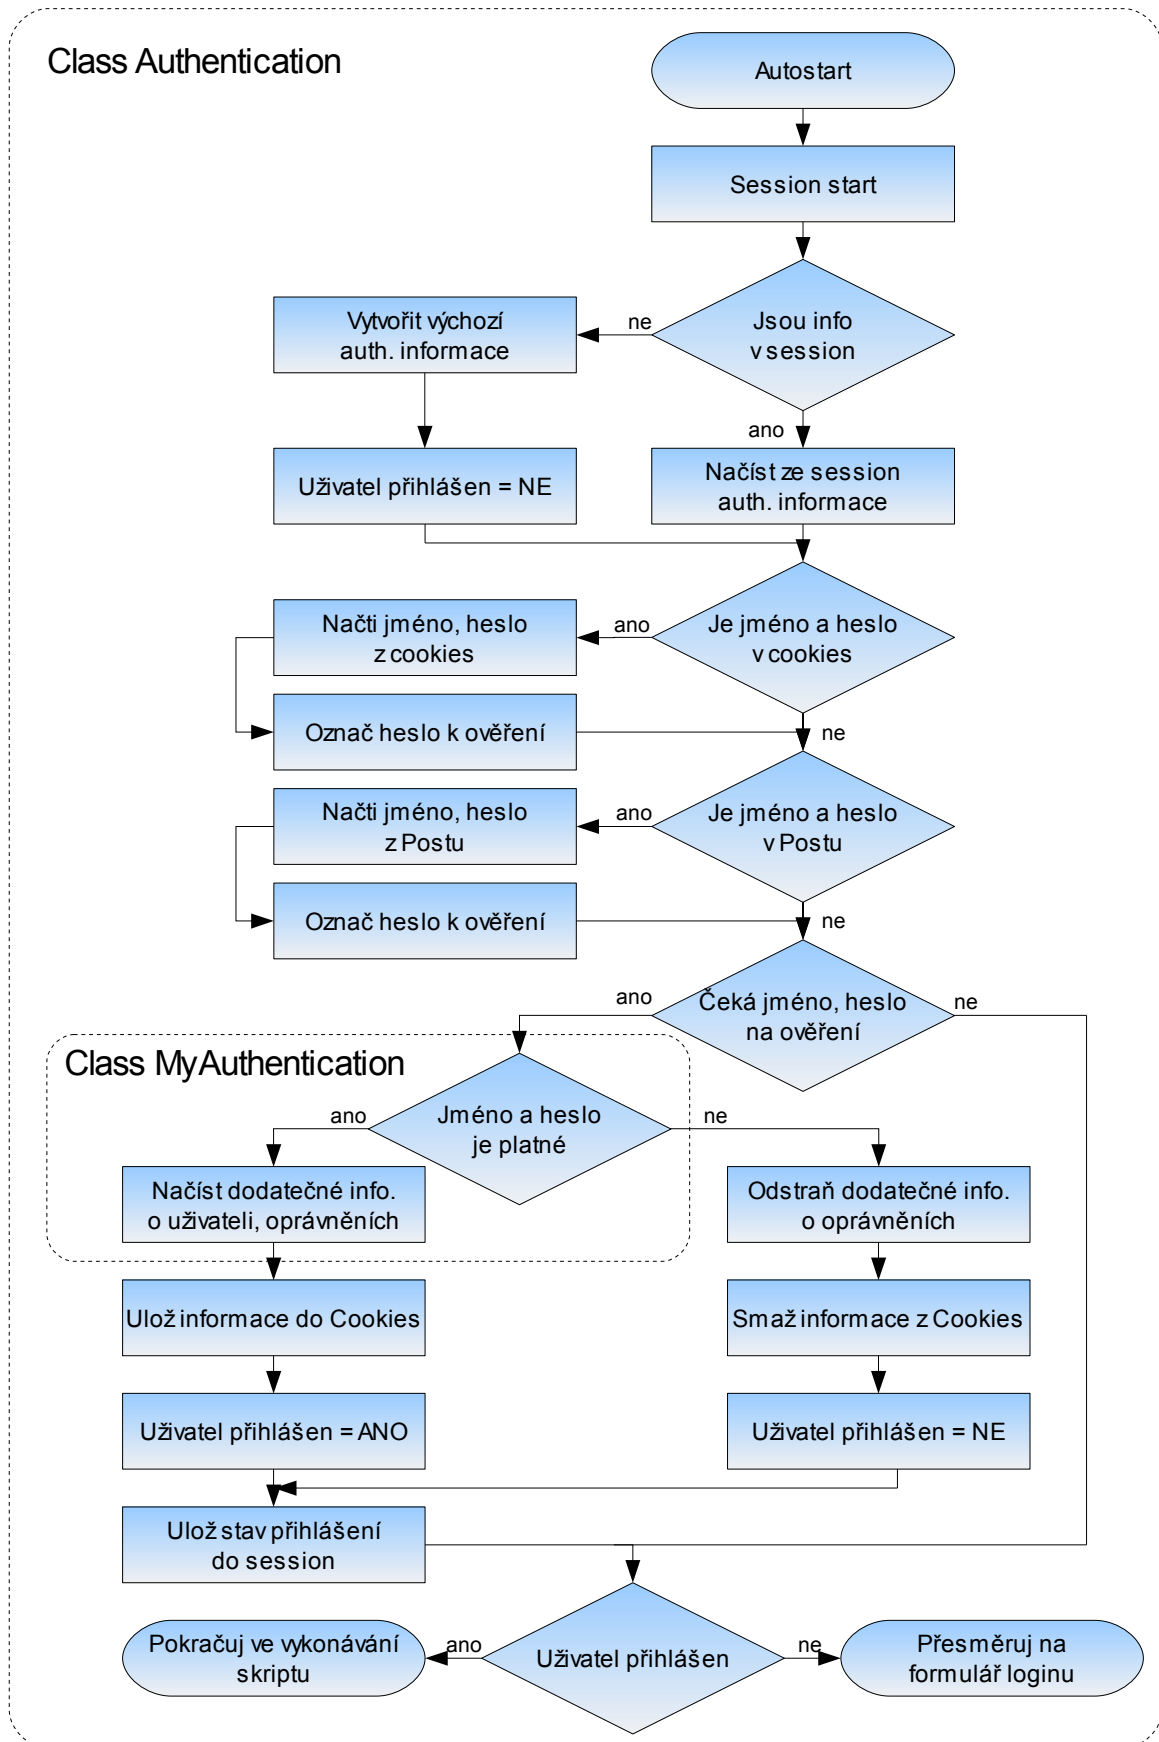 Class Authentication
Autostart
Session start
Jsou info
v session
ne
Vytvořit výchozí
auth. informace
ano
Uživatel přihlášen = NE
Načíst ze session
auth. informace
Je jméno a heslo
v cookies
ano
Načti jméno, heslo
z cookies
Označ heslo k ověření
ne
Je jméno a heslo
v Postu
ano
Načti jméno, heslo
z Postu
Označ heslo k ověření
ne
Čeká jméno, heslo
na ověření
ano
ne
Class MyAuthentication
Jméno a heslo
je platné
ano
ne
Načíst dodatečné info.
o uživateli, oprávněních
Odstraň dodatečné info.
o oprávněních
Ulož informace do Cookies
Smaž informace z Cookies
Uživatel přihlášen = ANO
Uživatel přihlášen = NE
Ulož stav přihlášení
do session
Uživatel přihlášen
ano
ne
Pokračuj ve vykonávání
skriptu
Přesměruj na
formulář loginu